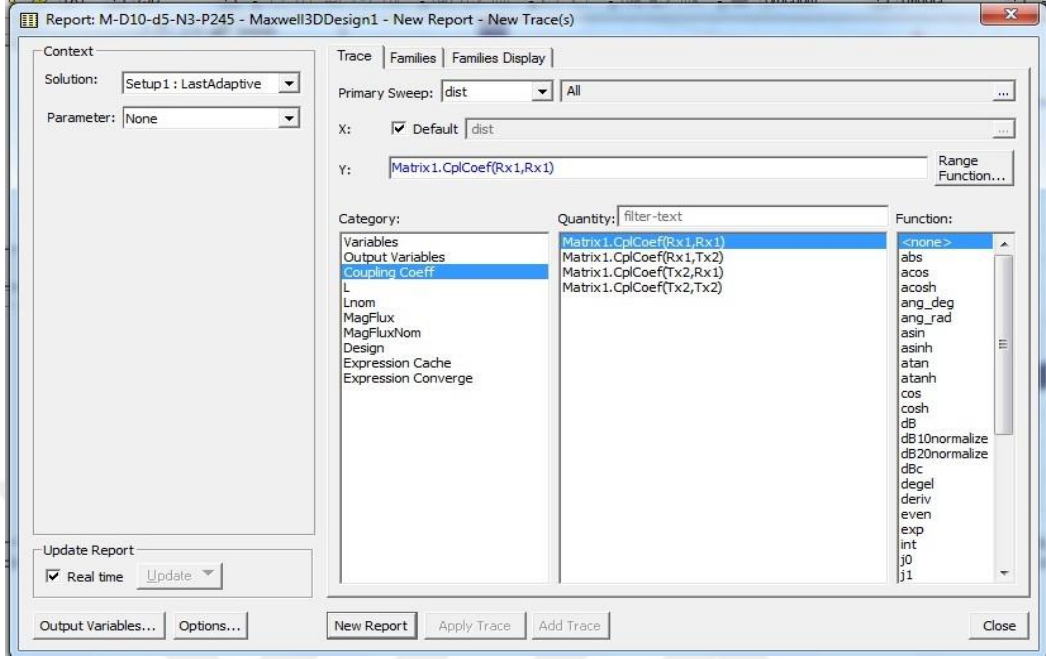 Report: M-D10-d5-N3-P245 - Maxwell3DDesign1 - New Report - New Trace(s)
Context
Solution: Setup1 : LastAdaptive
Parameter: None
Update Report
Real time Update
Output Variables... Options...
Trace Families Families Display
Primary Sweep: dist All ...
X: Default dist ...
Y: Matrix1.CplCoef(Rx1,Rx1) Range Function...
Category:
Variables
Output Variables
Coupling Coeff
L
Lnom
MagFlux
MagFluxNom
Design
Expression Cache
Expression Converge
Quantity: filter-text
Matrix1.CplCoef(Rx1,Rx1)
Matrix1.CplCoef(Rx1,Tx2)
Matrix1.CplCoef(Tx2,Rx1)
Matrix1.CplCoef(Tx2,Tx2)
Function:
<none>
abs
acos
acosh
ang_deg
ang_rad
asin
asinh
atan
atanh
cos
cosh
dB
dB10normalize
dB20normalize
dBc
degel
deriv
even
exp
int
j0
j1
New Report Apply Trace Add Trace Close